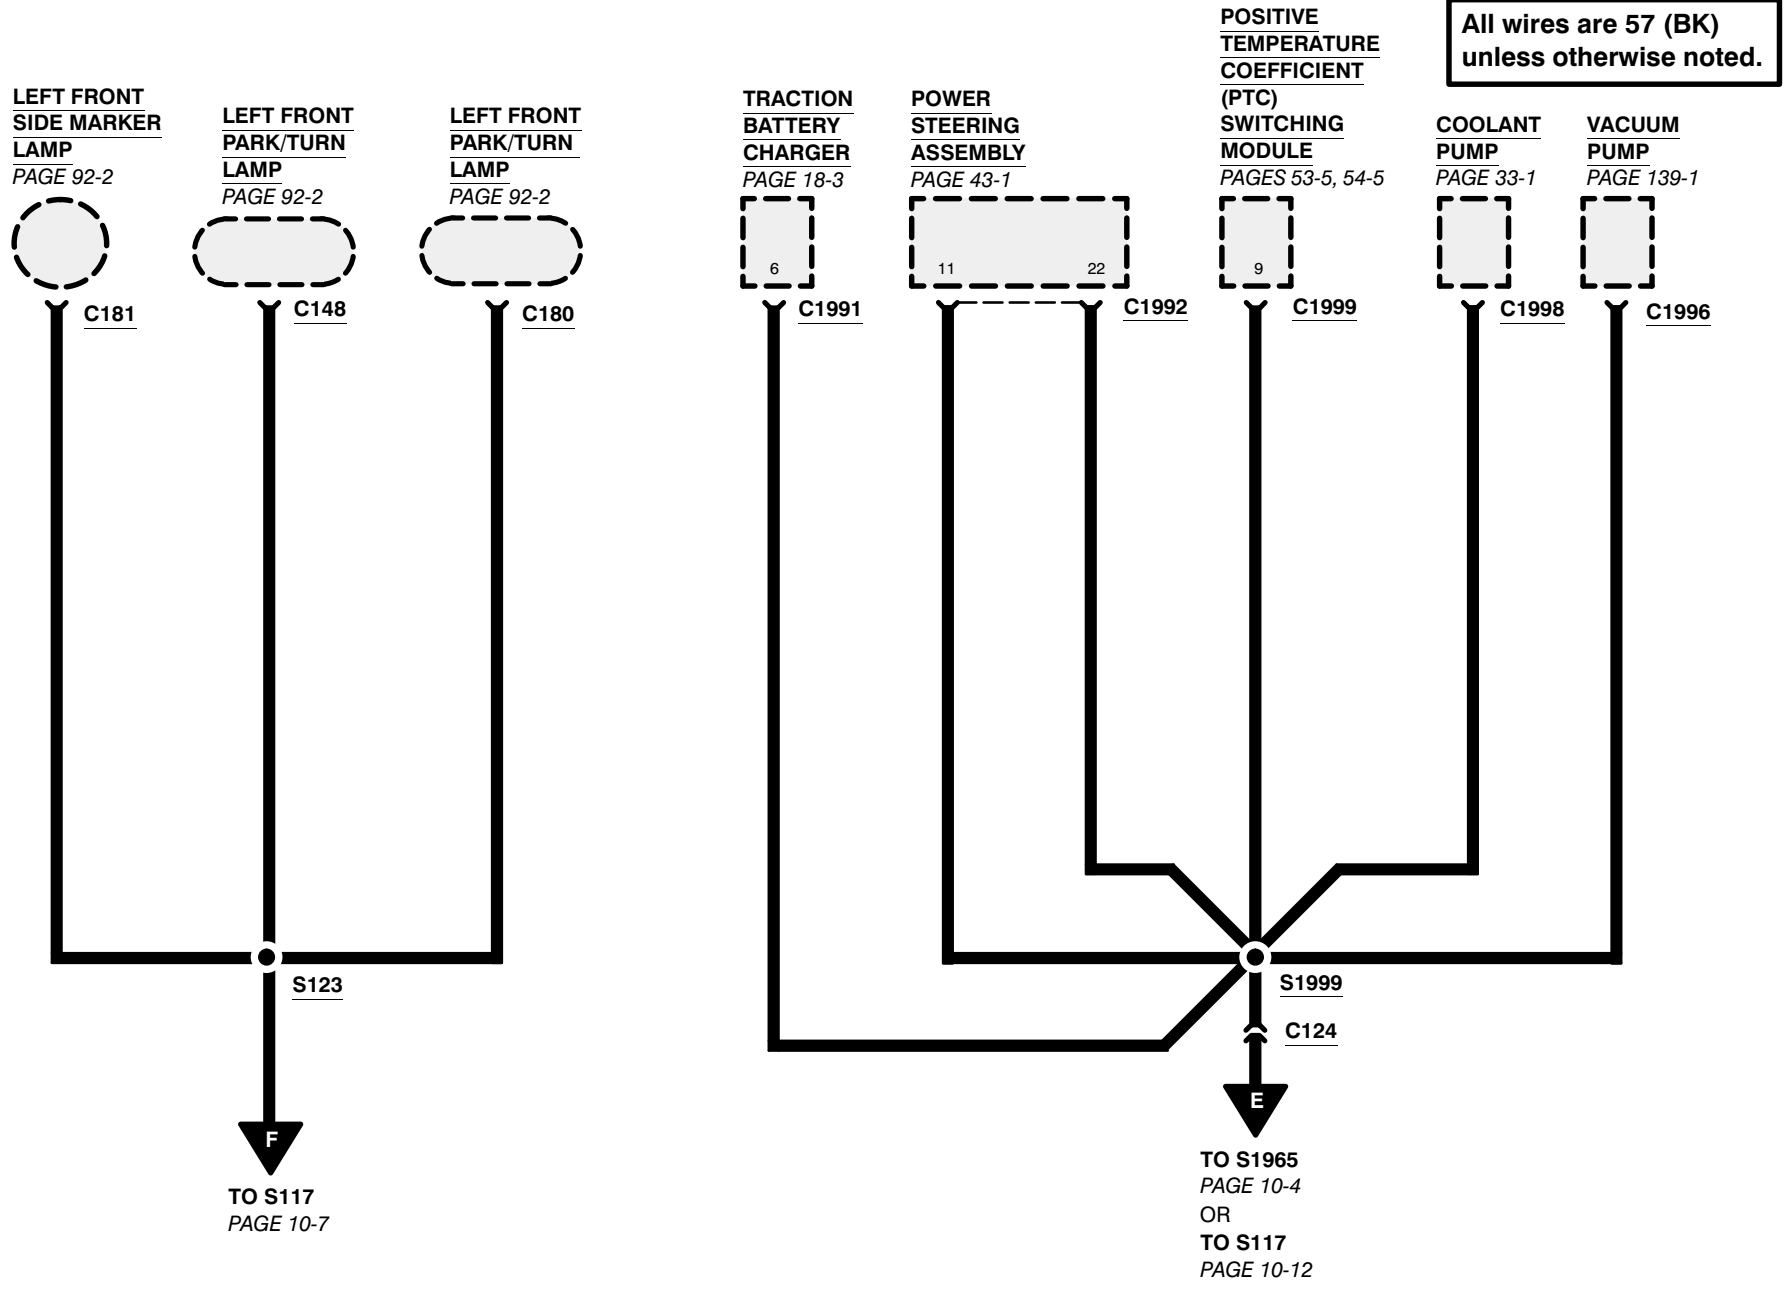 All wires are 57 (BK)
unless otherwise noted.
LEFT FRONT
SIDE MARKER
LAMP
PAGE 92-2
LEFT FRONT
PARK/TURN
LAMP
PAGE 92-2
LEFT FRONT
PARK/TURN
LAMP
PAGE 92-2
TRACTION
BATTERY
CHARGER
PAGE 18-3
POWER
STEERING
ASSEMBLY
PAGE 43-1
POSITIVE
TEMPERATURE
COEFFICIENT
(PTC)
SWITCHING
MODULE
PAGES 53-5, 54-5
COOLANT
PUMP
PAGE 33-1
VACUUM
PUMP
PAGE 139-1
6
11
22
9
C181
C148
C180
C1991
C1992
C1999
C1998
C1996
S123
S1999
C124
F
E
TO S117
PAGE 10-7
TO S1965
PAGE 10-4
OR
TO S117
PAGE 10-12